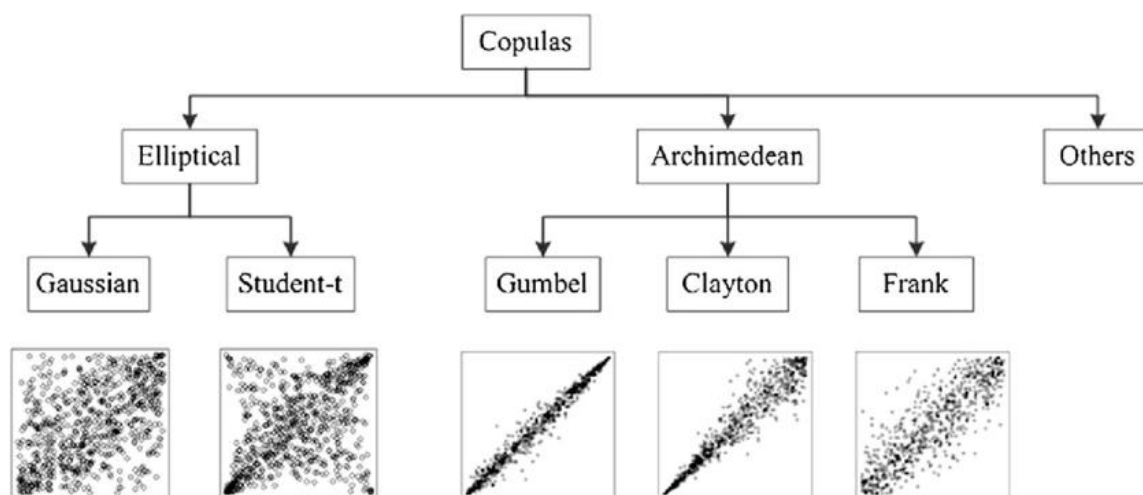 Copulas
Elliptical
Archimedean
Others
Gaussian
Student-t
Gumbel
Clayton
Frank